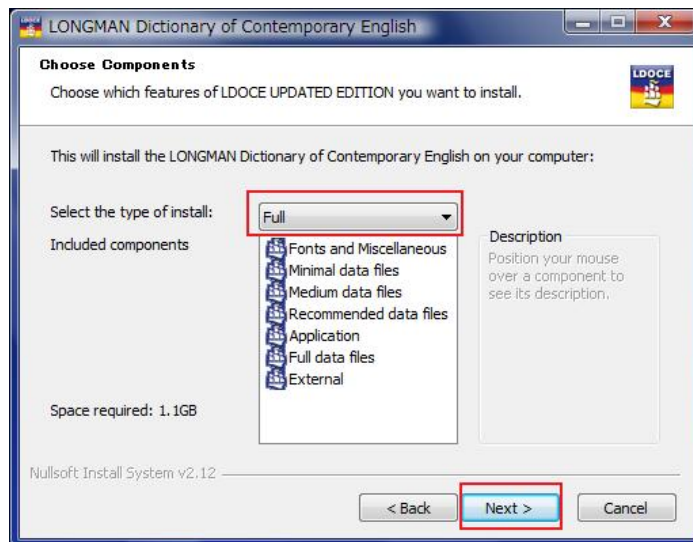 LONGMAN Dictionary of Contemporary English
Choose Components
Choose which features of LDOCE UPDATED EDITION you want to install.
LDOCE
This will install the LONGMAN Dictionary of Contemporary English on your computer:
Select the type of install:
Full
Included components
Fonts and Miscellaneous
Minimal data files
Medium data files
Recommended data files
Application
Full data files
External
Description
Position your mouse
over a component to
see its description.
Space required: 1.1GB
Nullsoft Install System v2.12
< Back
Next >
Cancel